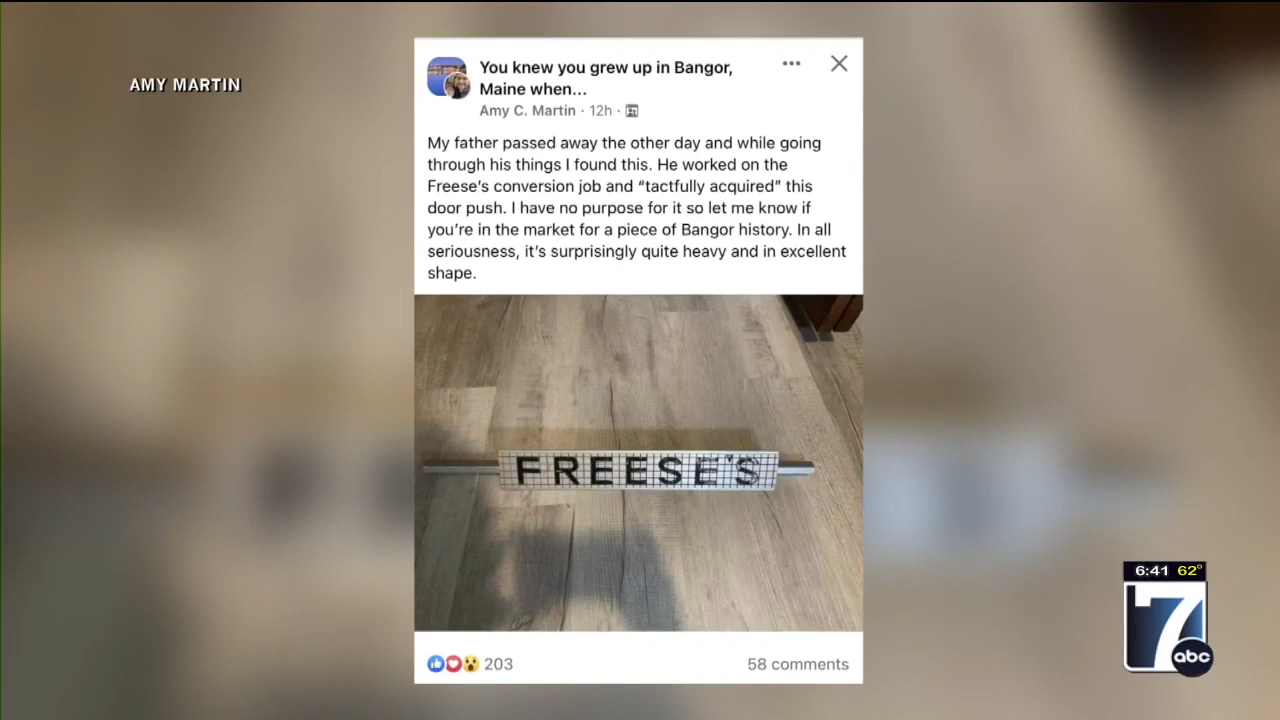 AMY MARTIN
You knew you grew up in Bangor,
Maine when...
Amy C. Martin · 12h ·
My father passed away the other day and while going
through his things I found this. He worked on the
Freese's conversion job and “tactfully acquired” this
door push. I have no purpose for it so let me know if
you're in the market for a piece of Bangor history. In all
seriousness, it's surprisingly quite heavy and in excellent
shape.
FREESE'S
203
58 comments
6:41 62°
7
abc